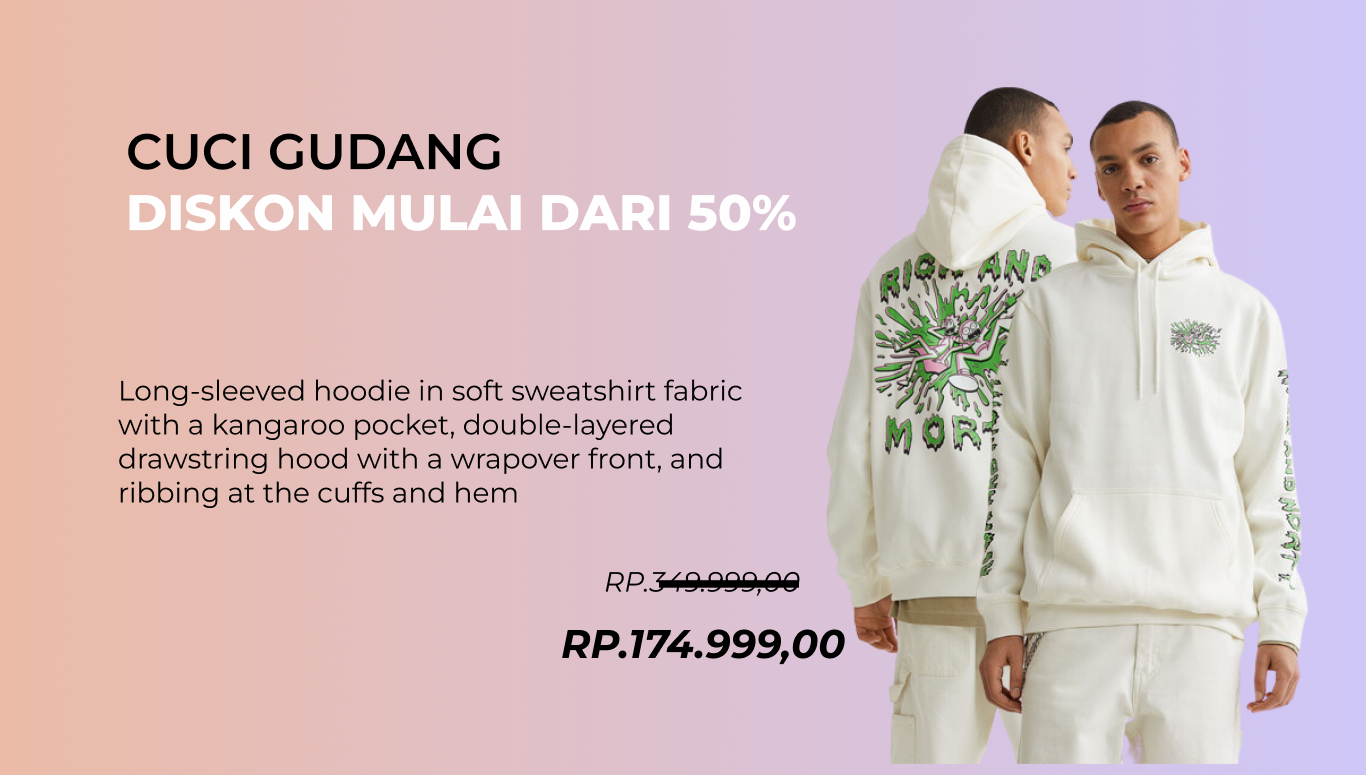 CUCI GUDANG
DISKON MULAI DARI 50%
Long-sleeved hoodie in soft sweatshirt fabric
with a kangaroo pocket, double-layered
drawstring hood with a wrapover front, and
ribbing at the cuffs and hem
RP.349.999,00
RP.174.999,00
RICK AND